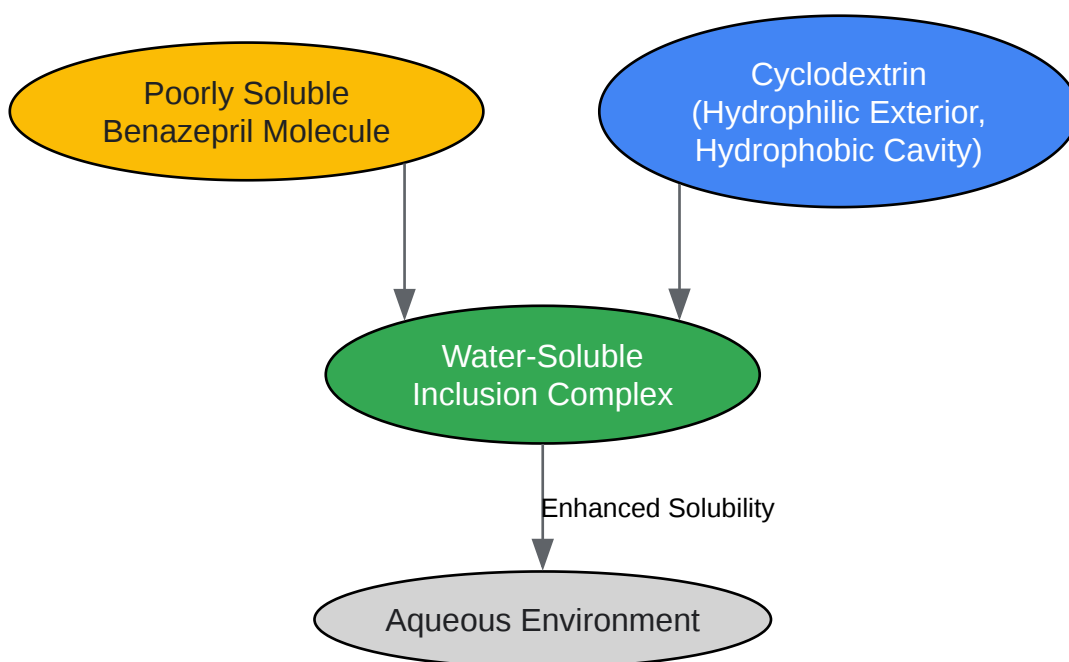 Poorly Soluble
Benazepril Molecule
Cyclodextrin
(Hydrophilic Exterior,
Hydrophobic Cavity)
Water-Soluble
Inclusion Complex
Enhanced Solubility
Aqueous Environment